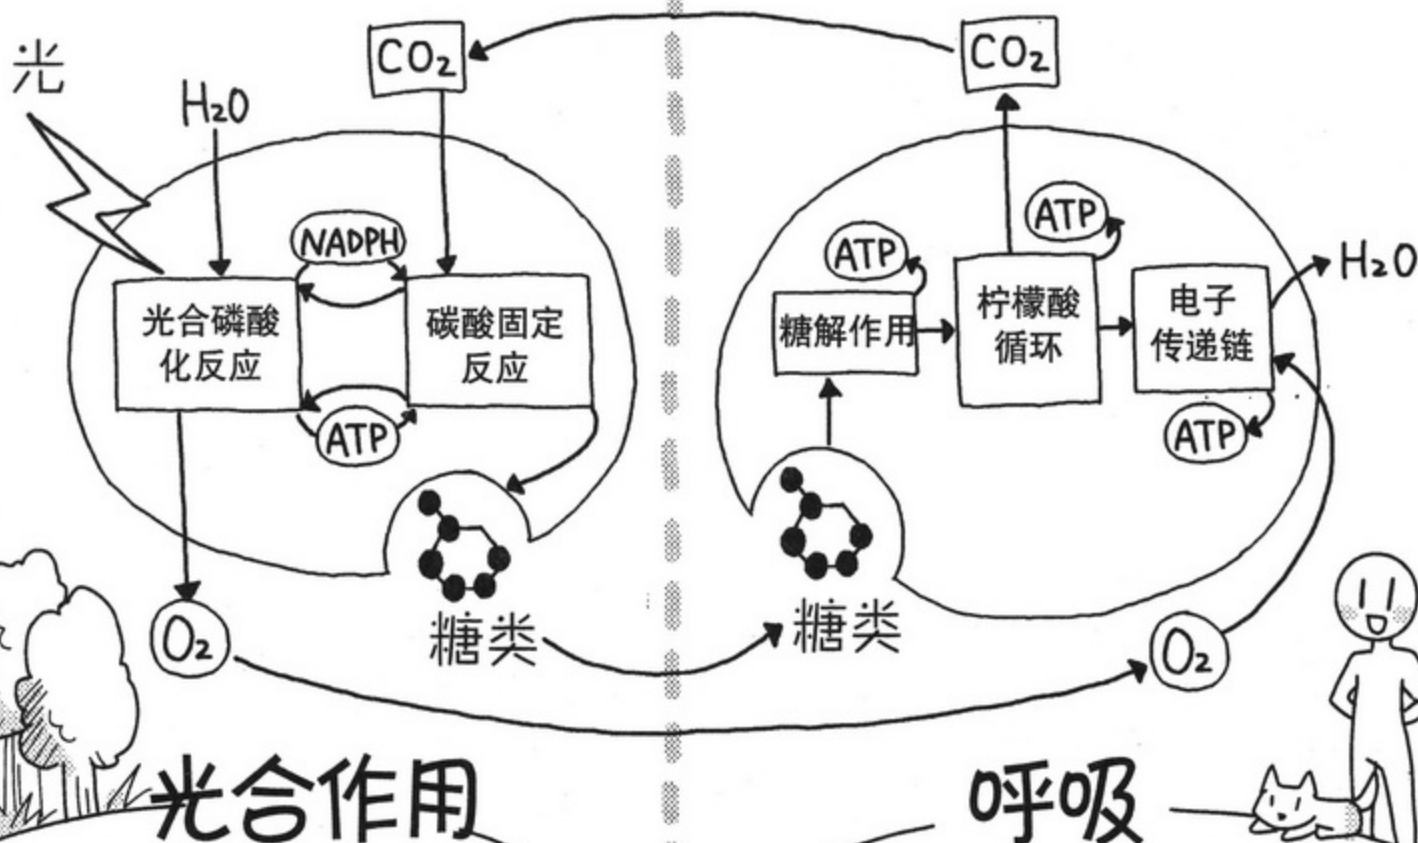 光
H₂O
CO₂
NADPH
光合磷酸
化反应
碳酸固定
反应
ATP
O₂
糖类
光合作用
CO₂
ATP
ATP
糖解作用
柠檬酸
循环
电子
传递链
H₂O
ATP
糖类
O₂
呼吸